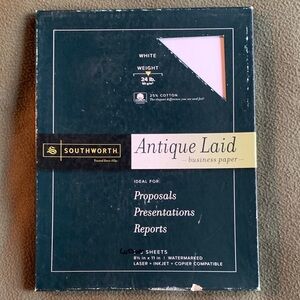 WHITE
WEIGHT
24 lb.
25% COTTON
The elegant difference you see and feel
SOUTHWORTH
Antique Laid
business paper
IDEAL FOR:
Proposals
Presentations
Reports
SHEETS
8½ in x 11 in | WATERMARKED
LASER + INKJET + COPIER COMPATIBLE